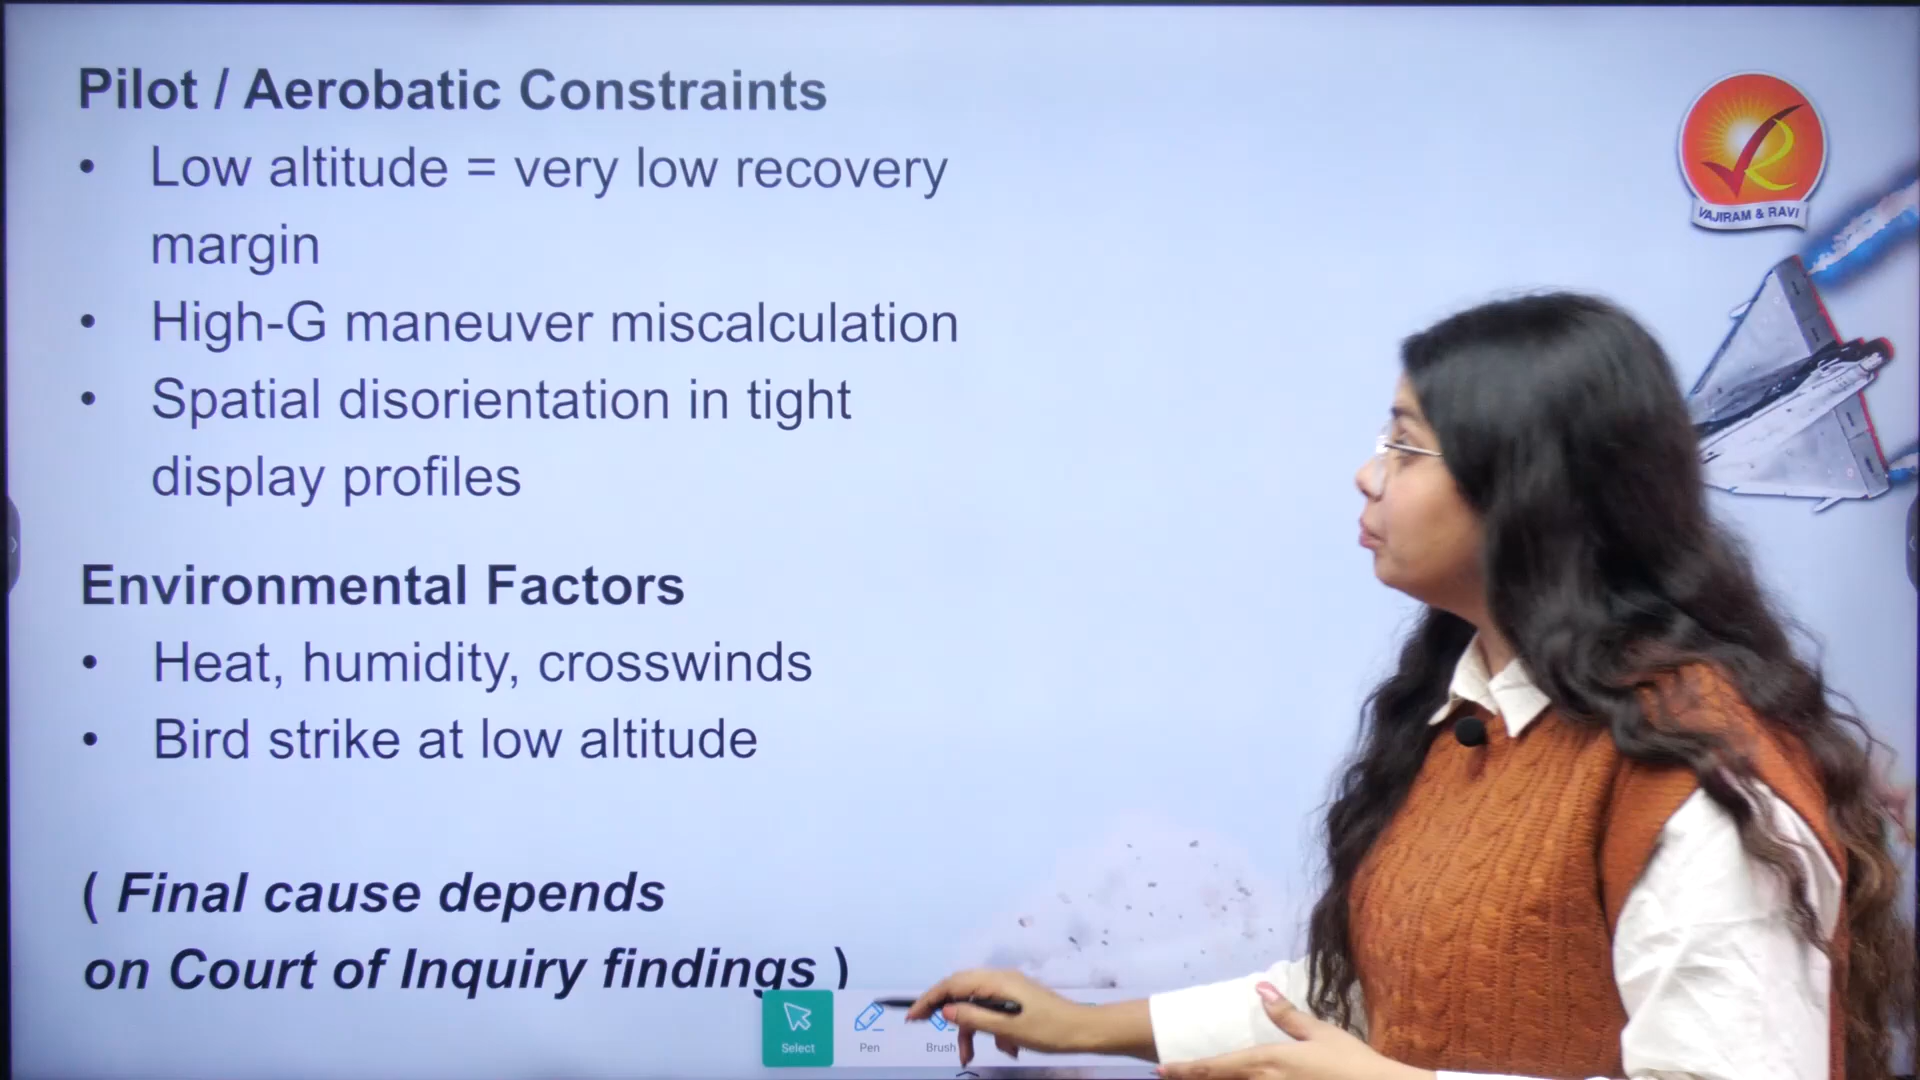 Pilot / Aerobatic Constraints
• Low altitude = very low recovery
margin
• High-G maneuver miscalculation
• Spatial disorientation in tight
display profiles
Environmental Factors
• Heat, humidity, crosswinds
• Bird strike at low altitude
( Final cause depends
on Court of Inquiry findings )
VAJIRAM & RAVI
Select
Pen
Brush